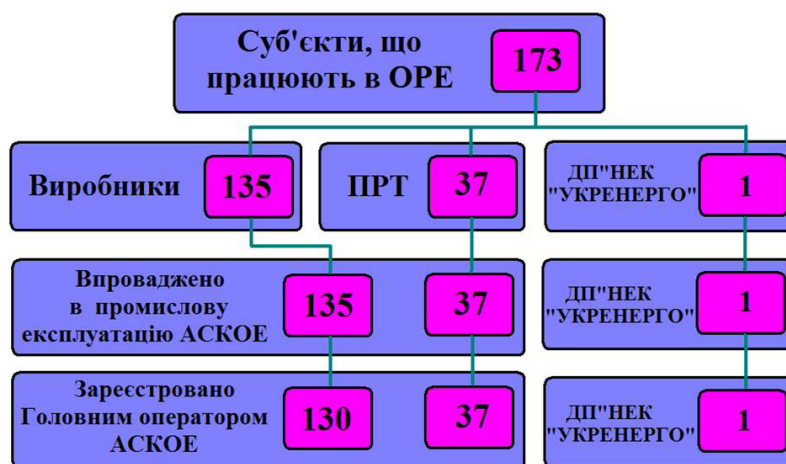 Суб'єкти, що
працюють в ОРЕ
173
Виробники
135
ПРТ
37
ДП"НЕК
"УКРЕНЕРГО"
1
Впроваджено
в промислову
експлуатацію АСКОЕ
135
37
ДП"НЕК
"УКРЕНЕРГО"
1
Зареєстровано
Головним оператором
АСКОЕ
130
37
ДП"НЕК
"УКРЕНЕРГО"
1